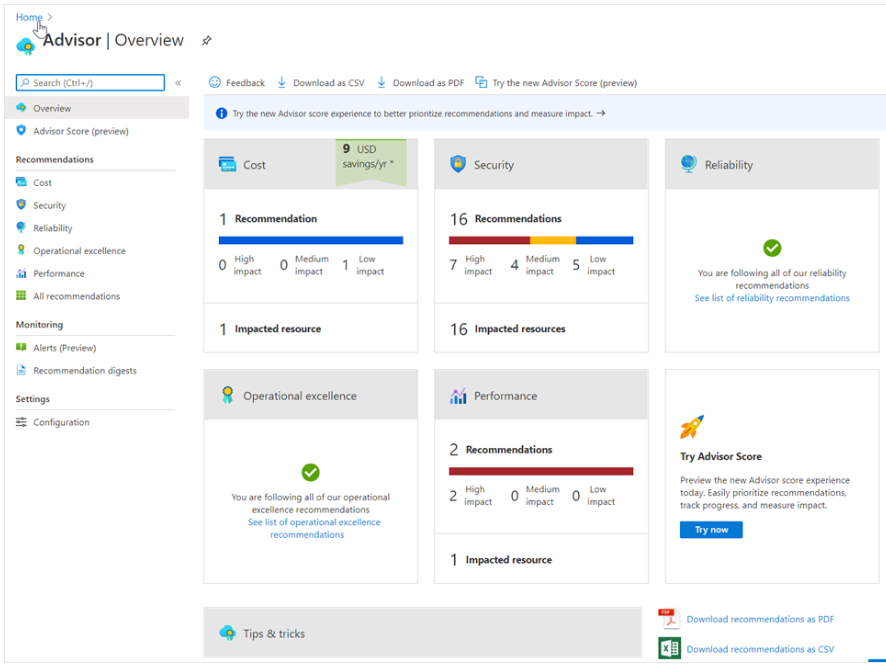 Home >
Advisor | Overview
Search (Ctrl+/)
«
Overview
Advisor Score (preview)
Recommendations
Cost
Security
Reliability
Operational excellence
Performance
All recommendations
Monitoring
Alerts (Preview)
Recommendation digests
Settings
Configuration
Feedback
Download as CSV
Download as PDF
Try the new Advisor Score (preview)
Try the new Advisor score experience to better prioritize recommendations and measure impact. →
Cost
9 USD
savings/yr *
1 Recommendation
0 High impact
0 Medium impact
1 Low impact
1 Impacted resource
Security
16 Recommendations
7 High impact
4 Medium impact
5 Low impact
16 Impacted resources
Reliability
You are following all of our reliability
recommendations
See list of reliability recommendations
Operational excellence
You are following all of our operational
excellence recommendations
See list of operational excellence
recommendations
Performance
2 Recommendations
2 High impact
0 Medium impact
0 Low impact
1 Impacted resource
Try Advisor Score
Preview the new Advisor score experience
today. Easily prioritize recommendations,
track progress, and measure impact.
Try now
Tips & tricks
PDF
Download recommendations as PDF
X
Download recommendations as CSV